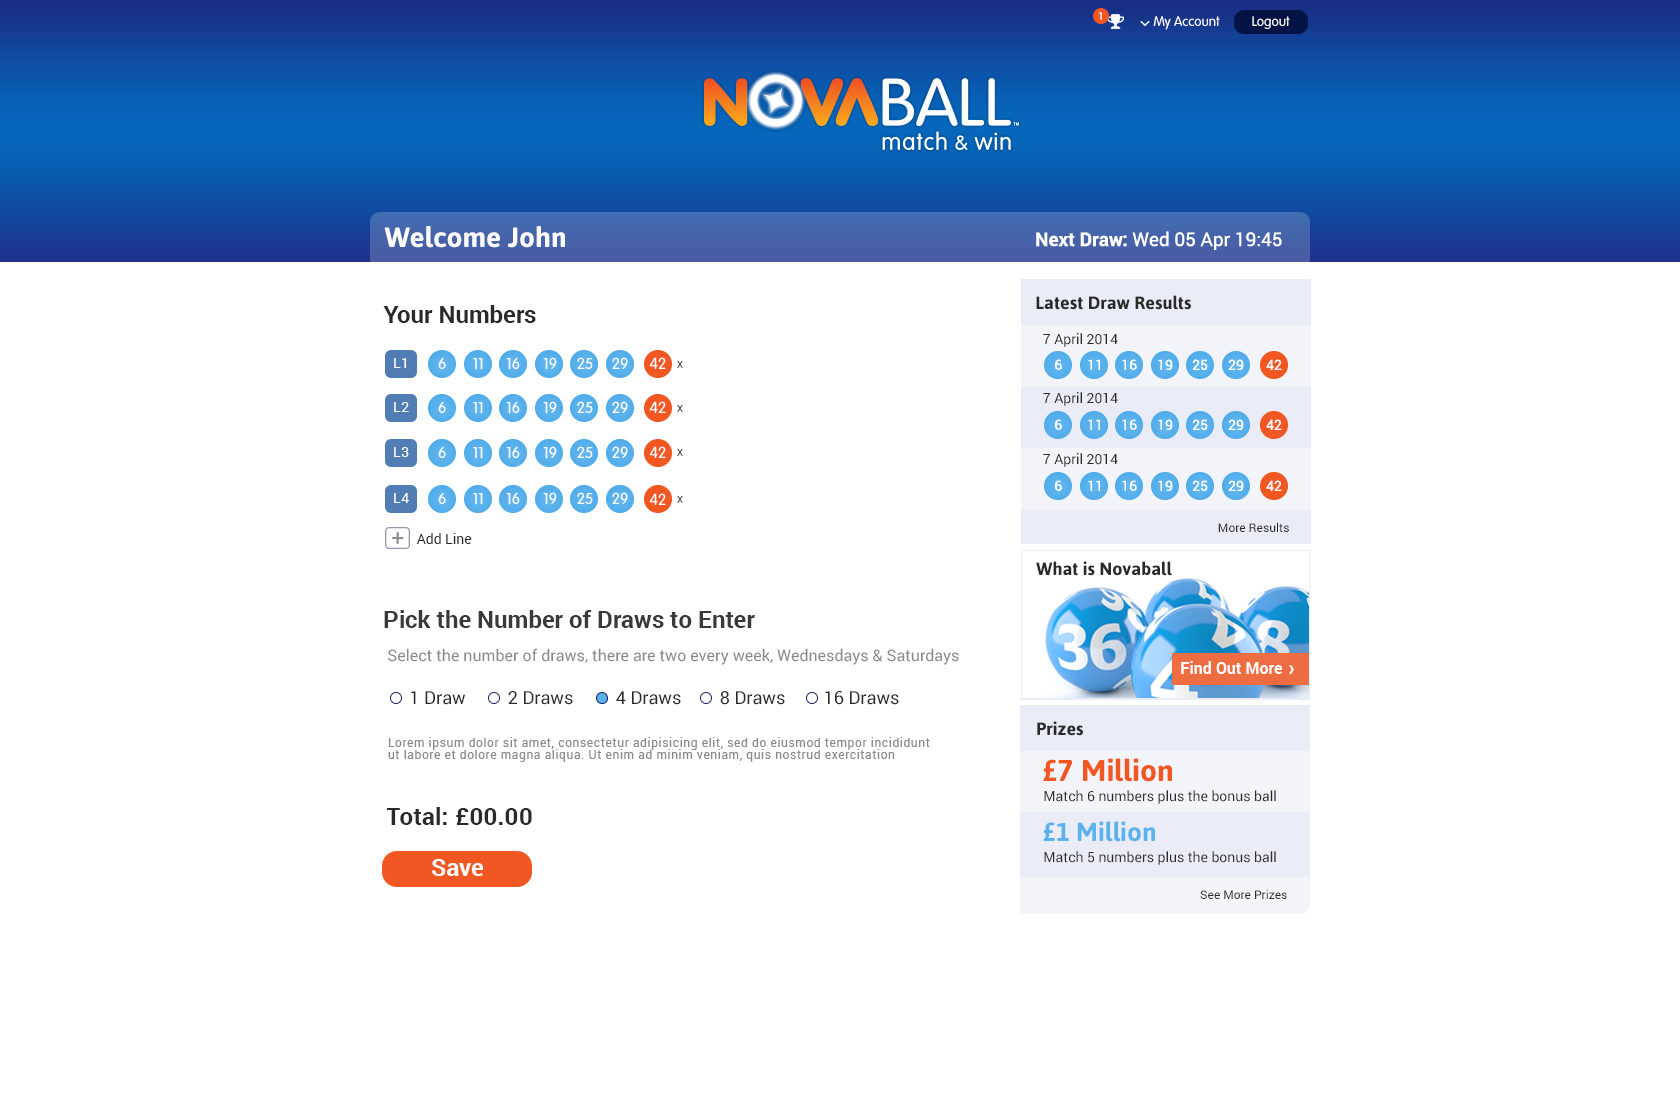 1
My Account
Logout
NOVABALL™
match & win
Welcome John
Next Draw: Wed 05 Apr 19:45
Your Numbers
L1 6 11 16 19 25 29 42 x
L2 6 11 16 19 25 29 42 x
L3 6 11 16 19 25 29 42 x
L4 6 11 16 19 25 29 42 x
+ Add Line
Pick the Number of Draws to Enter
Select the number of draws, there are two every week, Wednesdays & Saturdays
1 Draw 2 Draws 4 Draws 8 Draws 16 Draws
Lorem ipsum dolor sit amet, consectetur adipisicing elit, sed do eiusmod tempor incididunt
ut labore et dolore magna aliqua. Ut enim ad minim veniam, quis nostrud exercitation
Total: £00.00
Save
Latest Draw Results
7 April 2014
6 11 16 19 25 29 42
7 April 2014
6 11 16 19 25 29 42
7 April 2014
6 11 16 19 25 29 42
More Results
What is Novaball
36
8
4
Find Out More ›
Prizes
£7 Million
Match 6 numbers plus the bonus ball
£1 Million
Match 5 numbers plus the bonus ball
See More Prizes